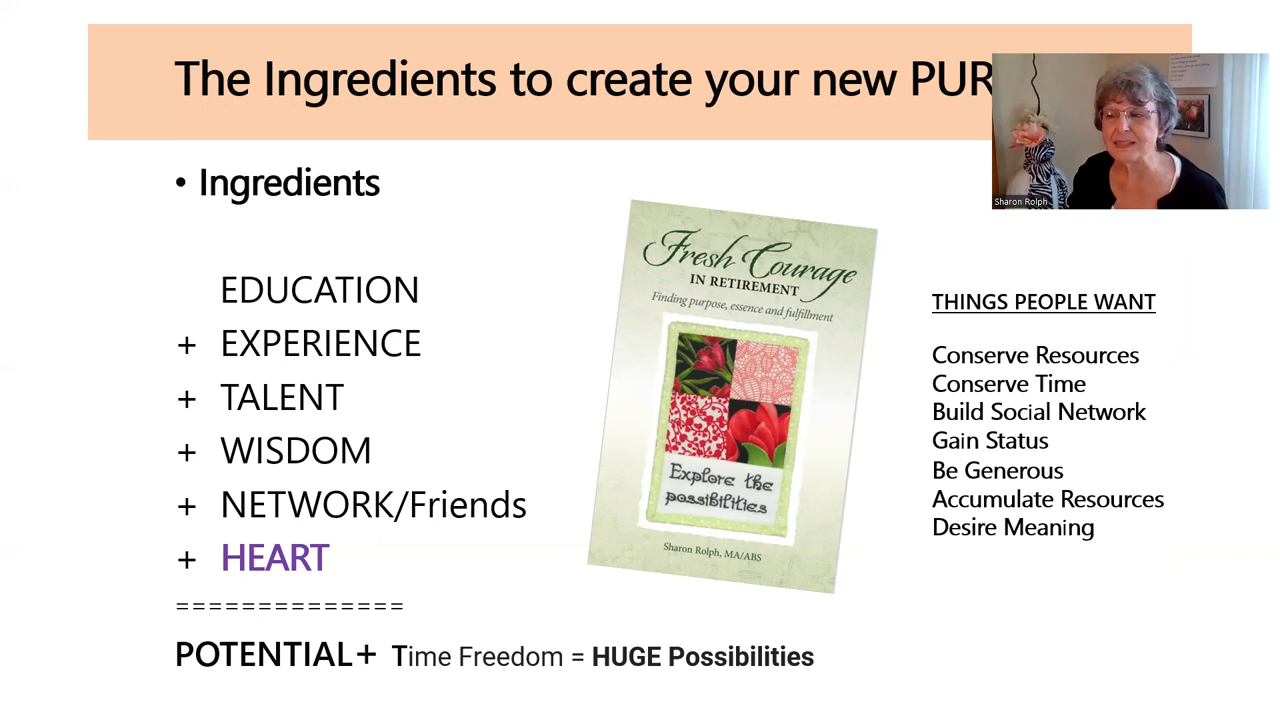 The Ingredients to create your new PUR
Sharon Rolph
• Ingredients
EDUCATION
+ EXPERIENCE
+ TALENT
+ WISDOM
+ NETWORK/Friends
+ HEART
==============
POTENTIAL+ Time Freedom = HUGE Possibilities
Fresh Courage
IN RETIREMENT
Finding purpose, essence and fulfillment
Explore the
possibilities
Sharon Rolph, MA/ABS
THINGS PEOPLE WANT
Conserve Resources
Conserve Time
Build Social Network
Gain Status
Be Generous
Accumulate Resources
Desire Meaning